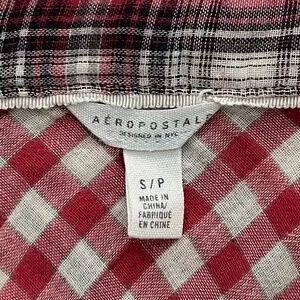 AÉROPOSTALE
DESIGNED IN NYC
S/P
MADE IN
CHINA/
FABRIQUÉ
EN CHINE